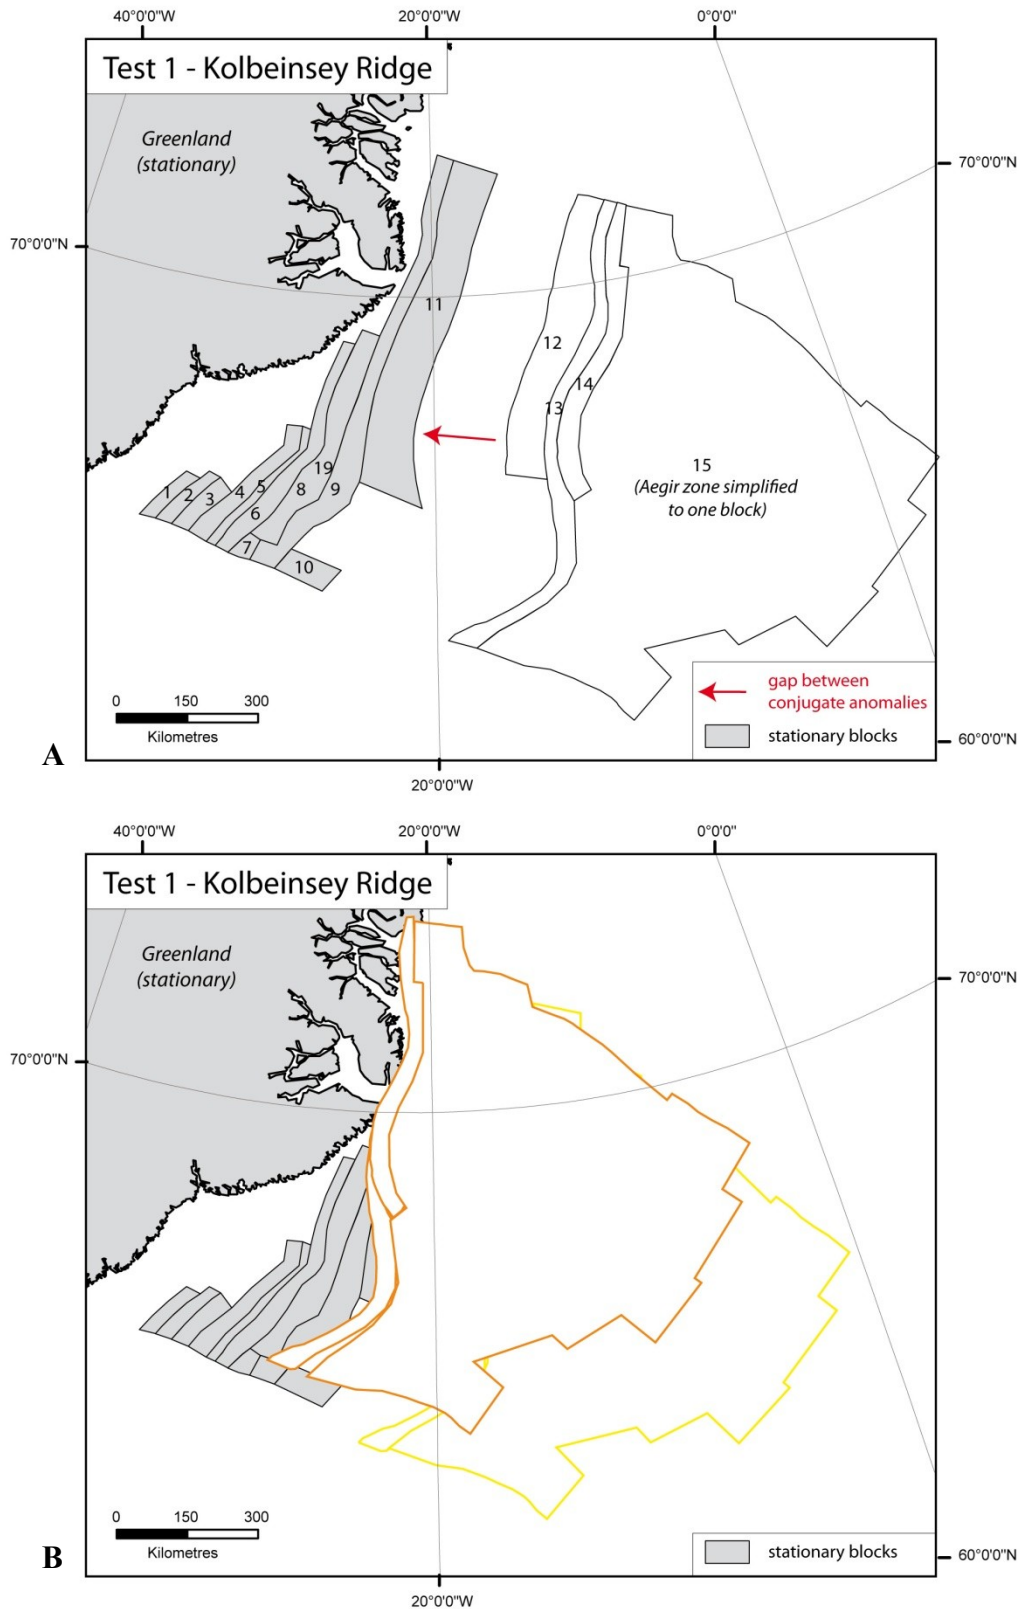 40°0'0"W 20°0'0"W 0°0'0"
Test 1 - Kolbeinsey Ridge
Greenland
(stationary)
70°0'0"N
70°0'0"N
11
12
14
13
15
(Aegir zone simplified
to one block)
19
1 2 3 4 5 8 9
6
7
10
0 150 300
Kilometres
gap between
conjugate anomalies
stationary blocks
60°0'0"N
A
20°0'0"W
40°0'0"W 20°0'0"W 0°0'0"
Test 1 - Kolbeinsey Ridge
Greenland
(stationary)
70°0'0"N
70°0'0"N
0 150 300
Kilometres
stationary blocks
60°0'0"N
B
20°0'0"W